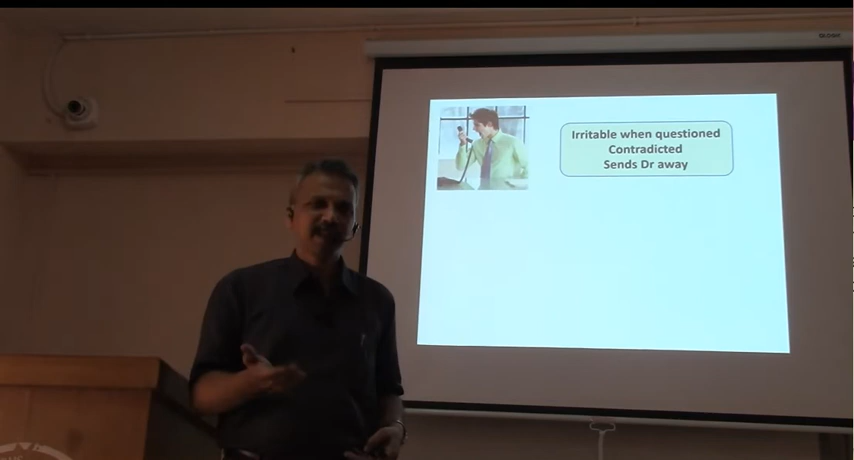 Irritable when questioned
Contradicted
Sends Dr away